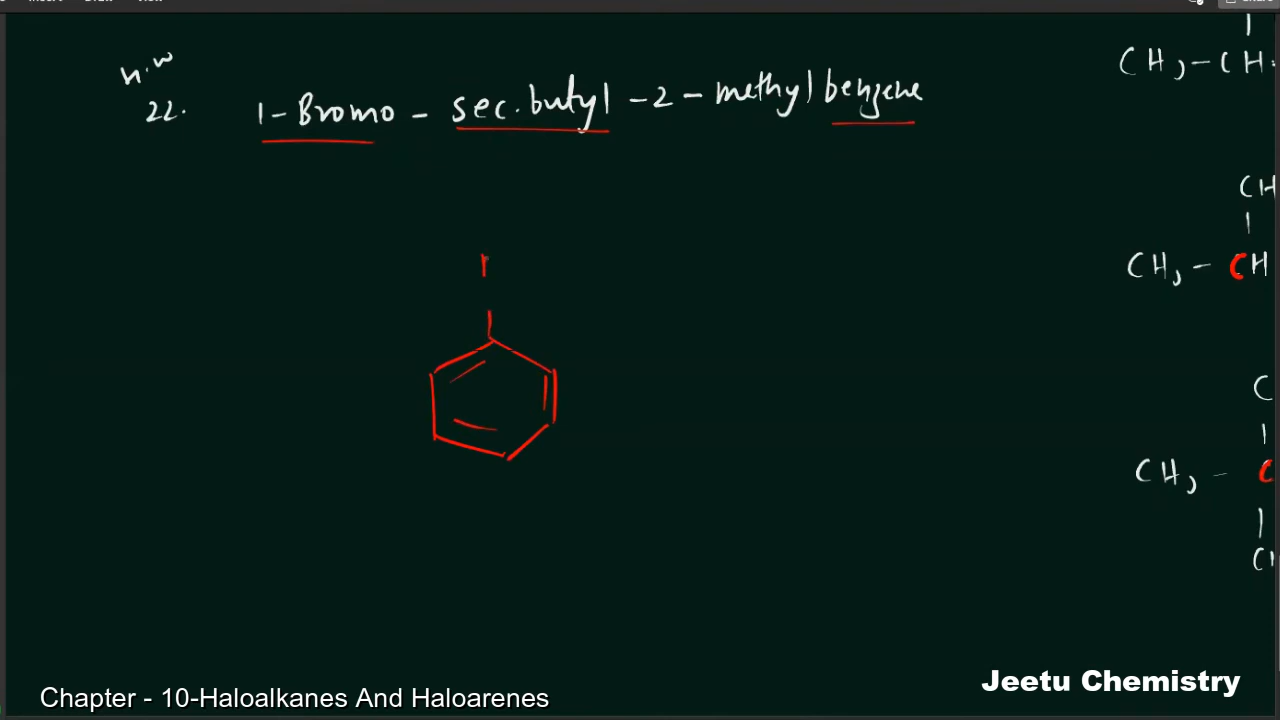 H.W
22. 1-Bromo - sec.butyl -2- methyl benzene
CH3-CH
CH
CH3 - CH
C
CH3 - C
Chapter - 10-Haloalkanes And Haloarenes
Jeetu Chemistry